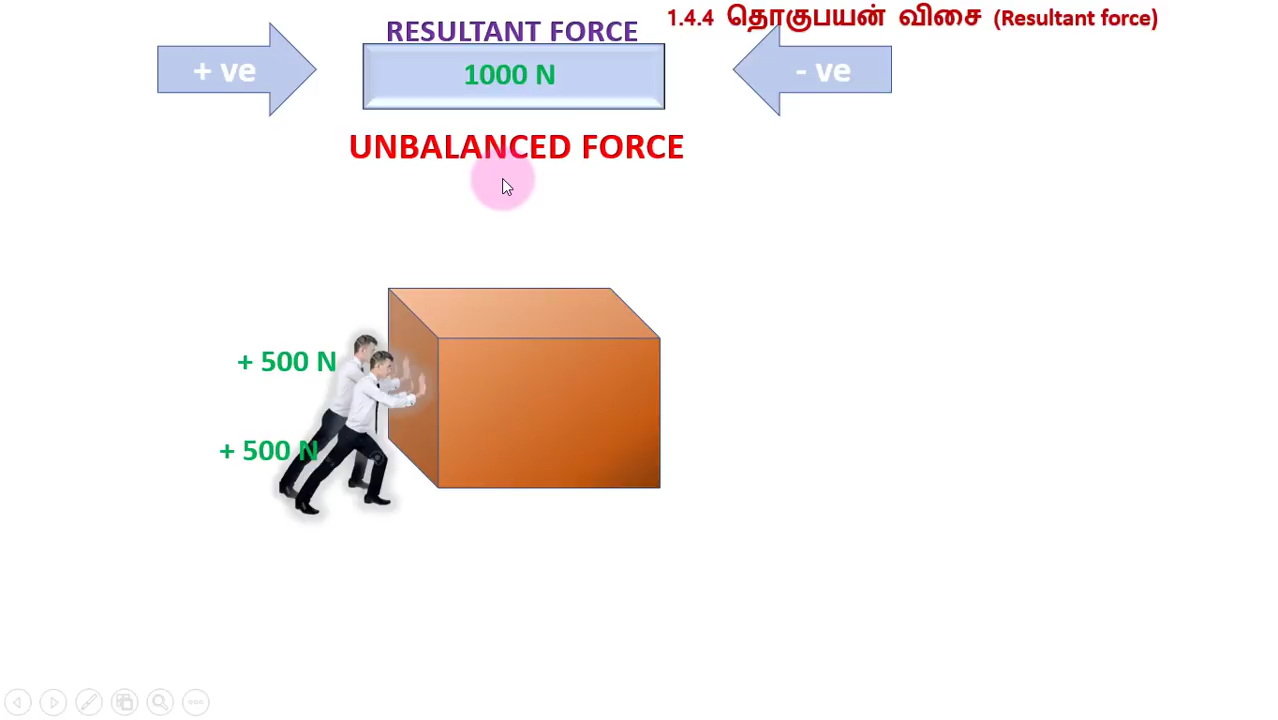 1.4.4 தொகுபயன் விசை (Resultant force)
RESULTANT FORCE
+ ve
1000 N
- ve
UNBALANCED FORCE
+ 500 N
+ 500 N